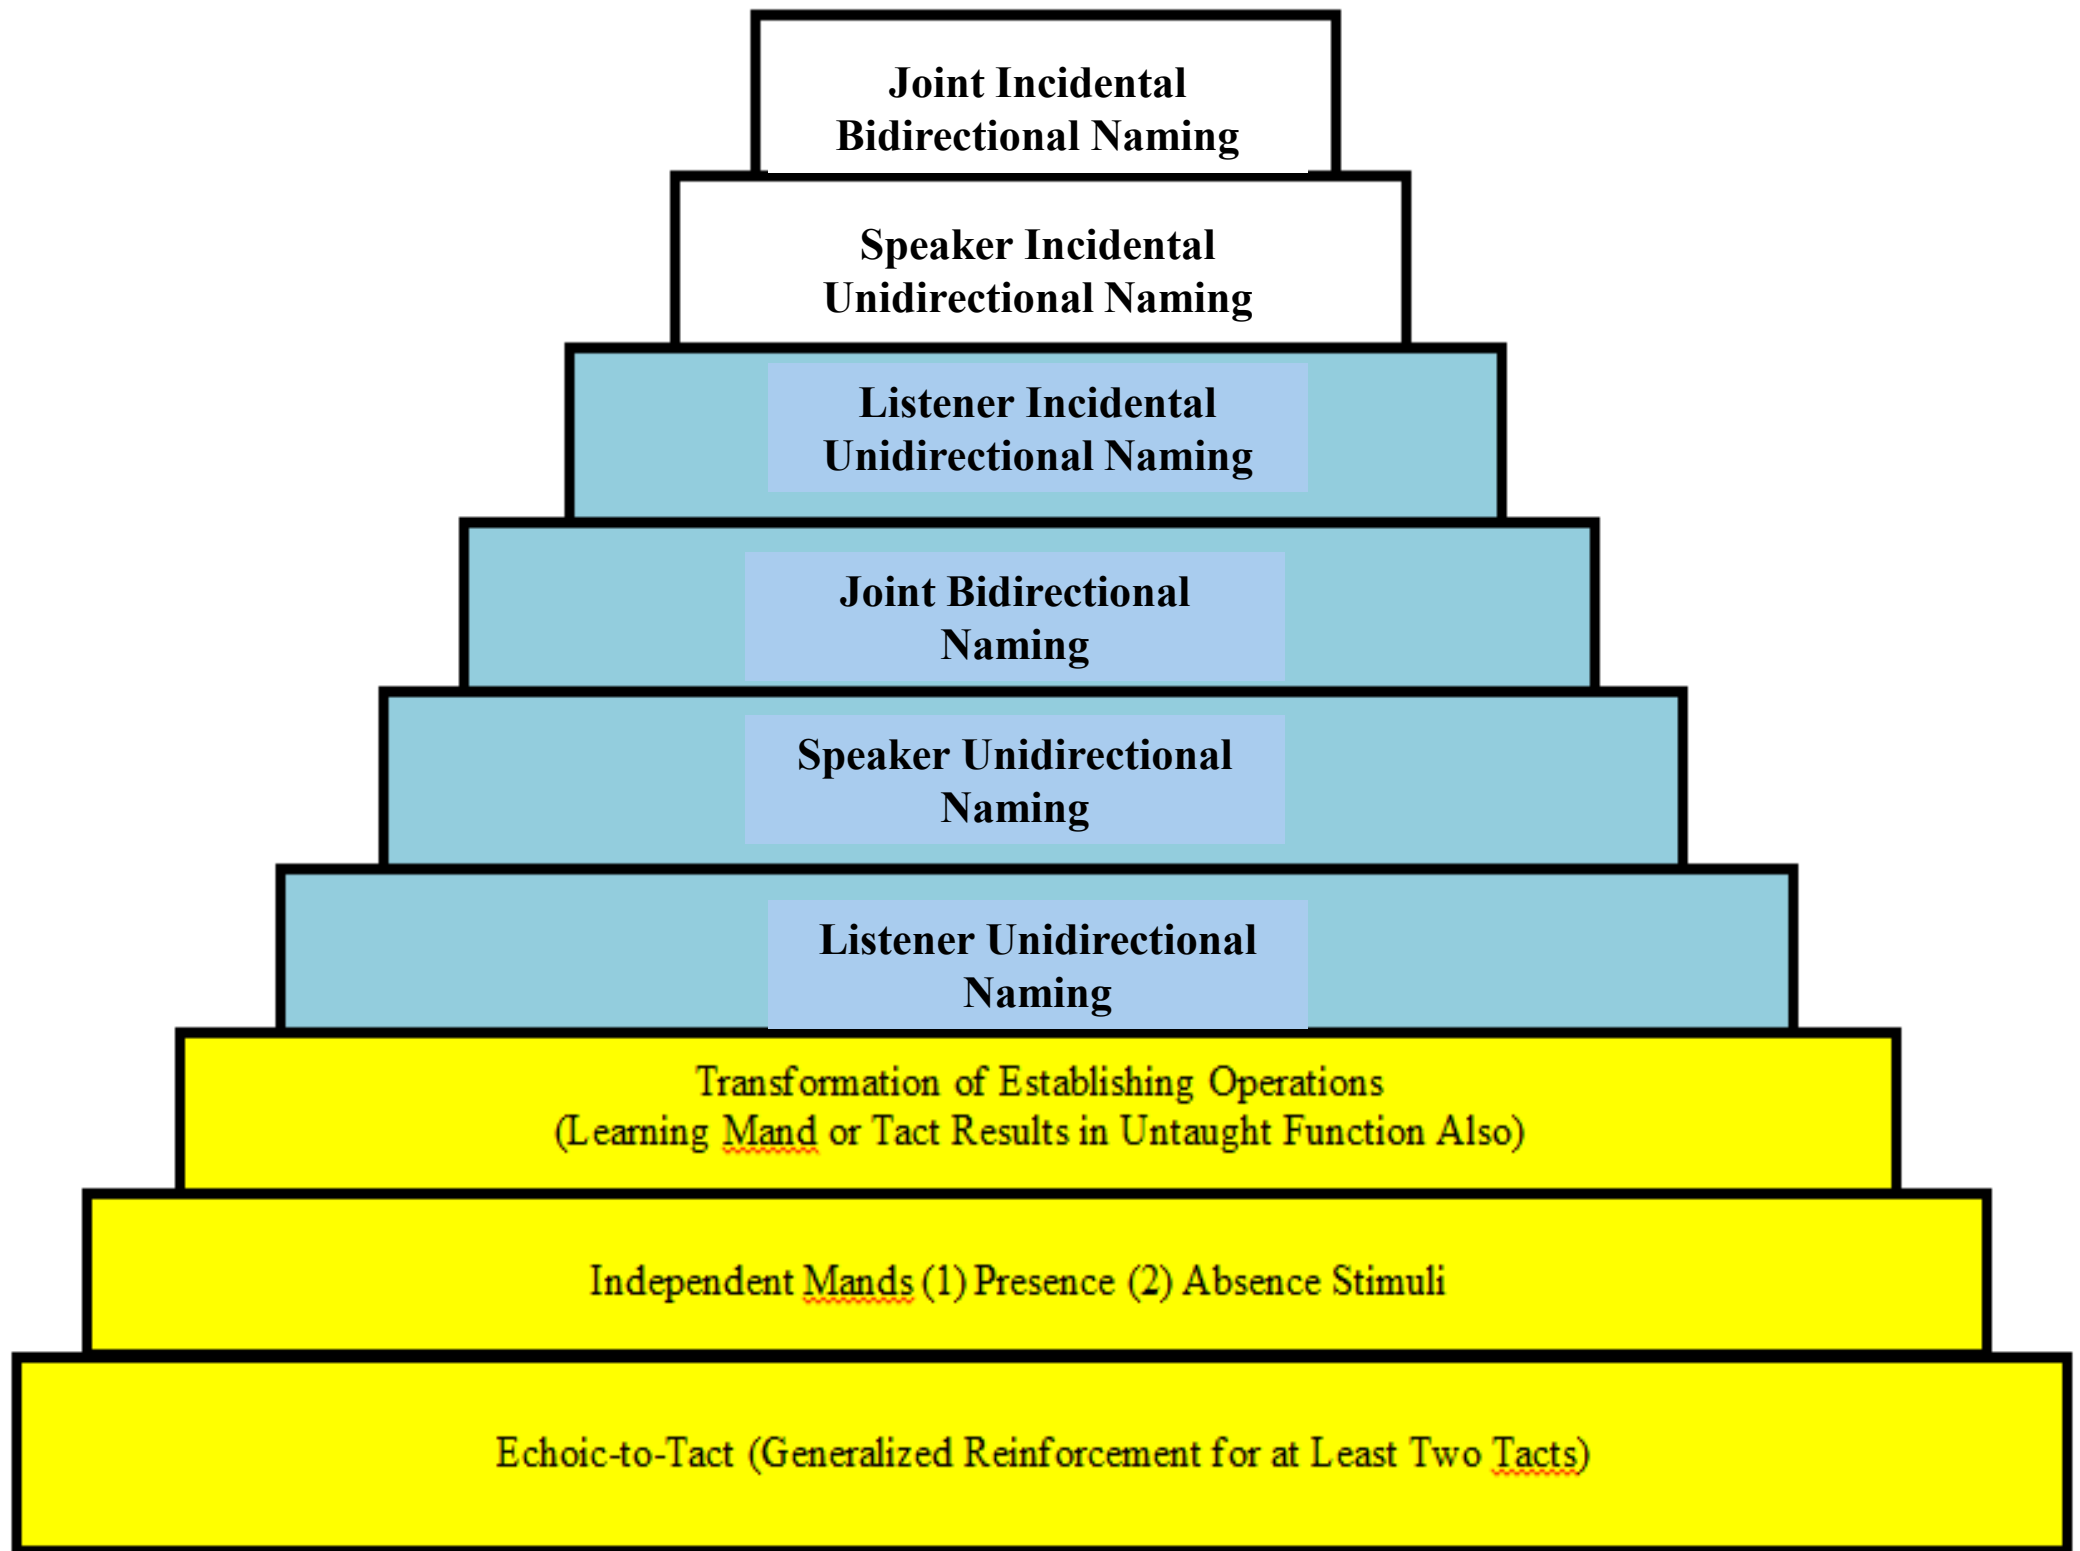 Joint Incidental
Bidirectional Naming
Speaker Incidental
Unidirectional Naming
Listener Incidental
Unidirectional Naming
Joint Bidirectional
Naming
Speaker Unidirectional
Naming
Listener Unidirectional
Naming
Transformation of Establishing Operations
(Learning Mand or Tact Results in Untaught Function Also)
Independent Mands (1) Presence (2) Absence Stimuli
Echoic-to-Tact (Generalized Reinforcement for at Least Two Tacts)